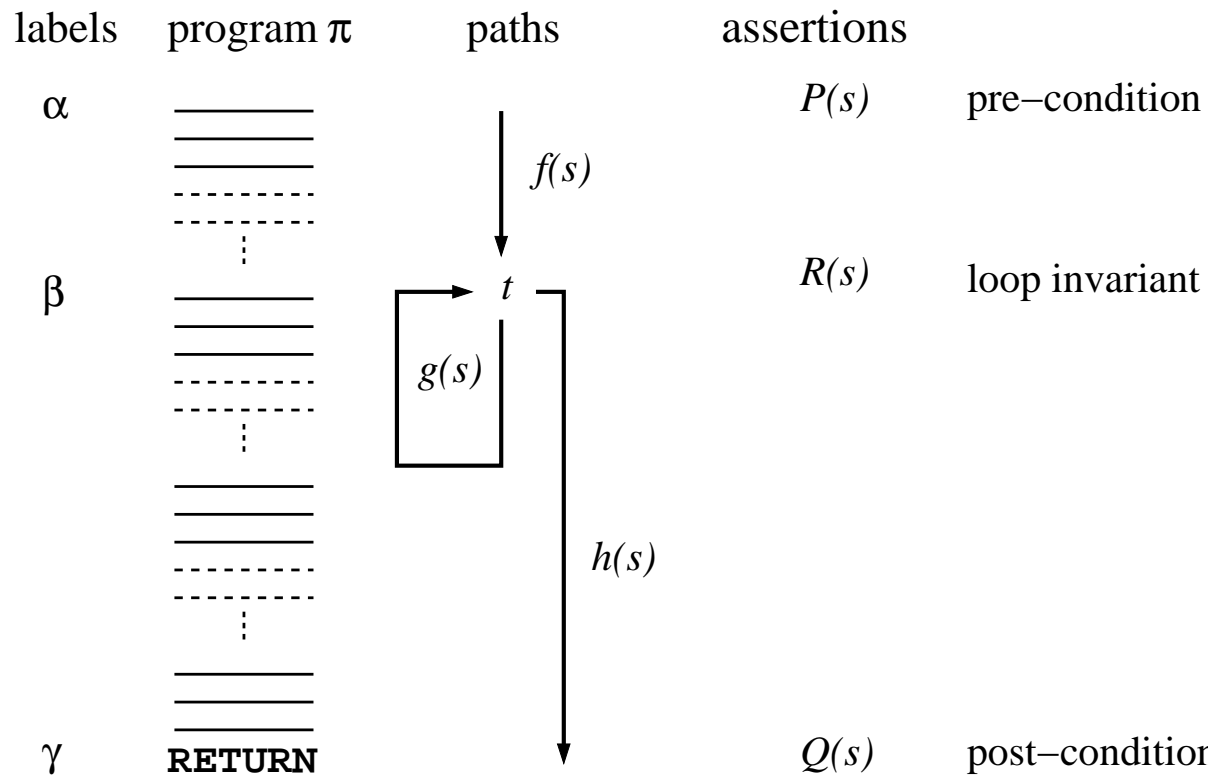 labels program π paths assertions
α P(s) pre−condition
f(s)
β t R(s) loop invariant
g(s)
h(s)
γ RETURN Q(s) post−condition